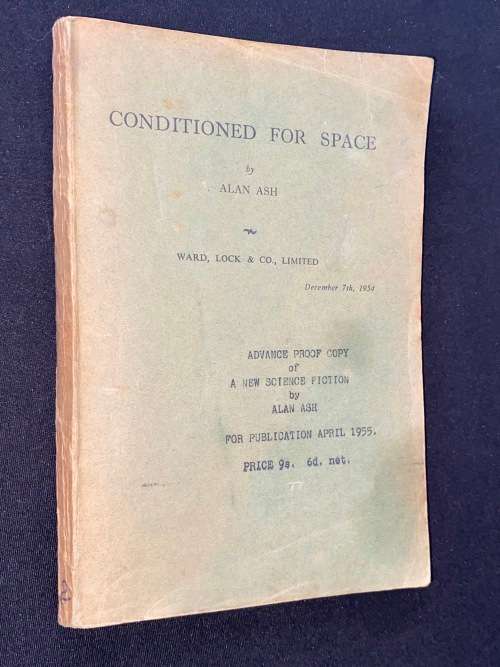 CONDITIONED FOR SPACE
by
ALAN ASH
WARD, LOCK & CO., LIMITED
December 7th, 1954
ADVANCE PROOF COPY
of
A NEW SCIENCE FICTION
by
ALAN ASH
FOR PUBLICATION APRIL 1955.
PRICE 9s. 6d. net.